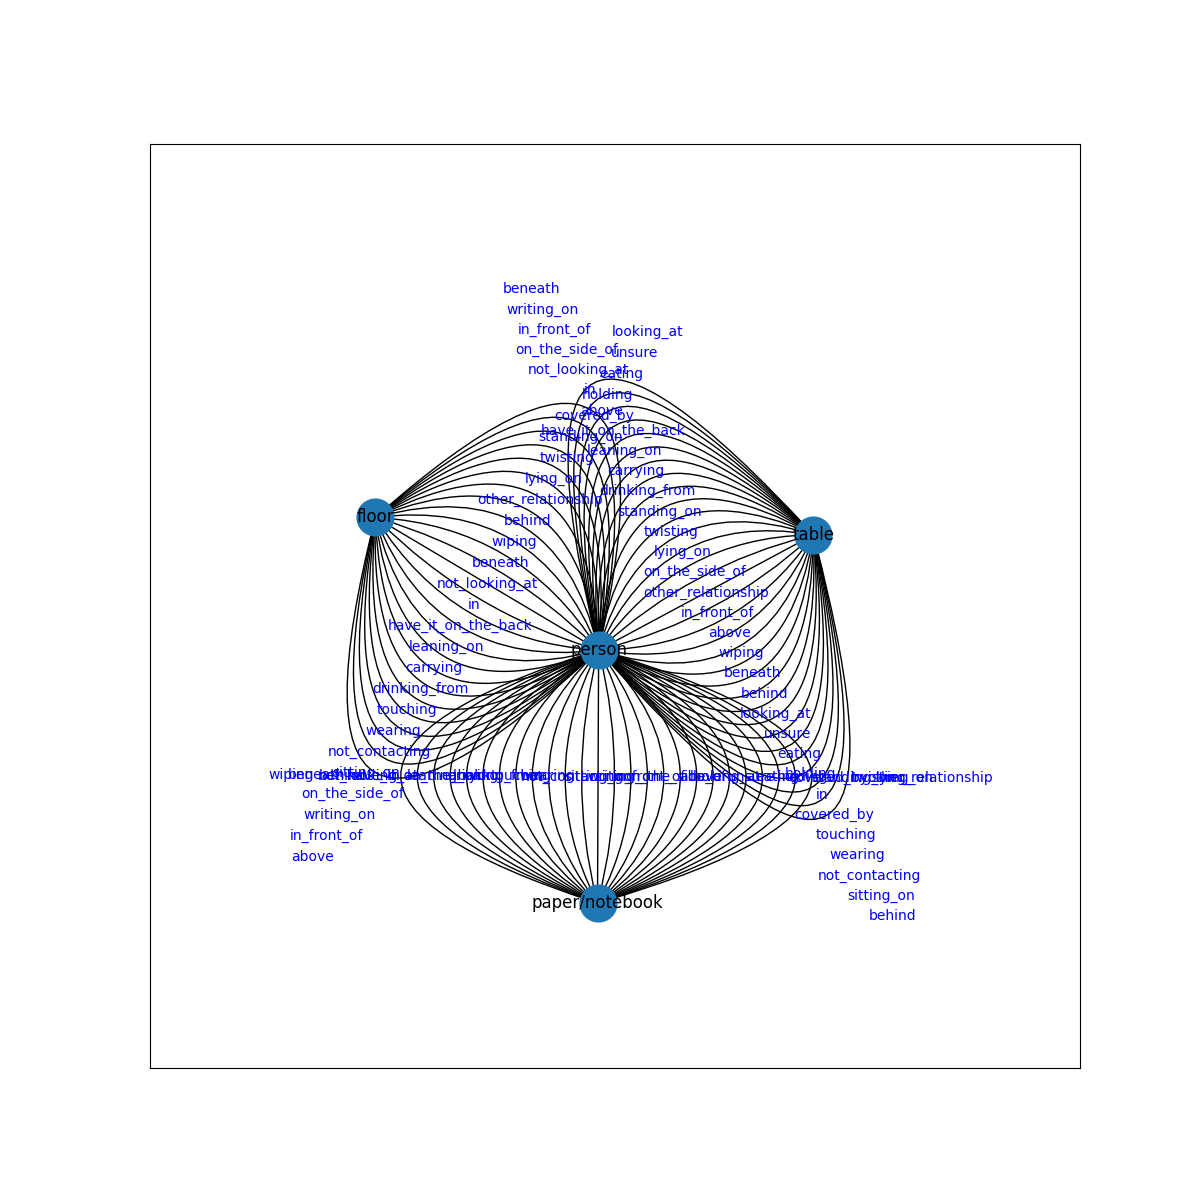 beneath
writing_on
in_front_of
looking_at
on_the_side_of
unsure
not_looking_at
eating
in
holding
above
covered_by
have_it_on_the_back
standing_on
leaning_on
twisting
carrying
lying_on
drinking_from
other_relationship
standing_on
floor
behind
twisting
table
wiping
lying_on
beneath
on_the_side_of
not_looking_at
other_relationship
in
in_front_of
have_it_on_the_back
above
leaning_on
person
wiping
carrying
beneath
drinking_from
behind
touching
looking_at
wearing
unsure
not_contacting
eating
sitting_on
holding
on_the_side_of
in
writing_on
covered_by
in_front_of
touching
above
wearing
not_contacting
sitting_on
paper/notebook
behind